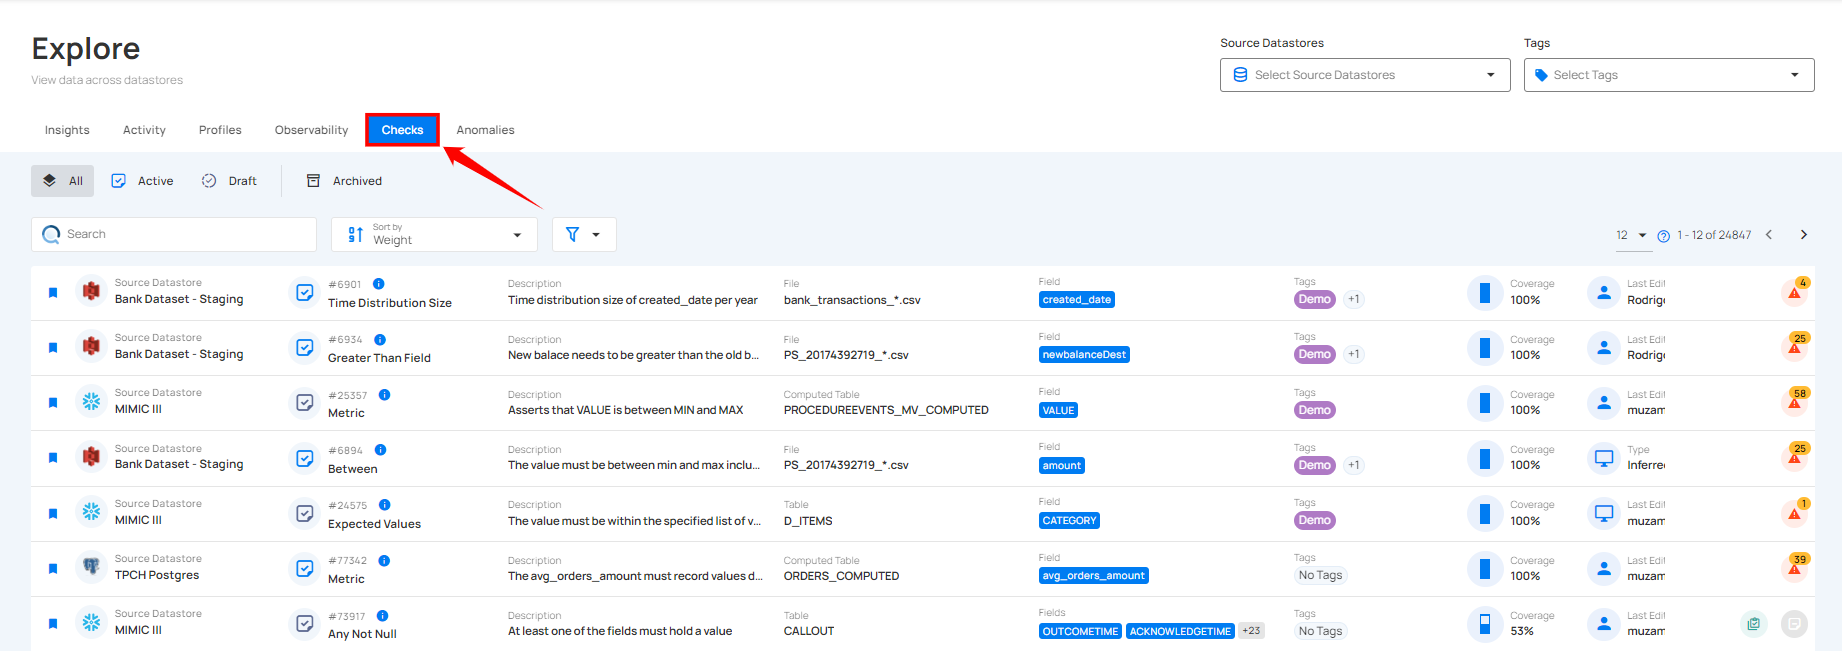 Explore
View data across datastores
Source Datastores
Select Source Datastores
Tags
Select Tags
Insights Activity Profiles Observability Checks Anomalies
All Active Draft Archived
Search
Sort by
Weight
12 1 - 12 of 24847
Source Datastore #6901 Description File Field Tags Coverage Last Edit 4
Bank Dataset - Staging Time Distribution Size Time distribution size of created_date per year bank_transactions_*.csv created_date Demo +1 100% Rodrig
Source Datastore #6934 Description File Field Tags Coverage Last Edit 25
Bank Dataset - Staging Greater Than Field New balace needs to be greater than the old b... PS_20174392719_*.csv newbalanceDest Demo +1 100% Rodrig
Source Datastore #25357 Description Computed Table Field Tags Coverage Last Edit 58
MIMIC III Metric Asserts that VALUE is between MIN and MAX PROCEDUREEVENTS_MV_COMPUTED VALUE Demo 100% muzam
Source Datastore #6894 Description File Field Tags Coverage Type 25
Bank Dataset - Staging Between The value must be between min and max inclu... PS_20174392719_*.csv amount Demo +1 100% Inferre
Source Datastore #24575 Description Table Field Tags Coverage Last Edit 1
MIMIC III Expected Values The value must be within the specified list of v... D_ITEMS CATEGORY Demo 100% muzam
Source Datastore #77342 Description Computed Table Field Tags Coverage Last Edit 39
TPCH Postgres Metric The avg_orders_amount must record values d... ORDERS_COMPUTED avg_orders_amount No Tags 100% muzam
Source Datastore #73917 Description Table Fields Tags Coverage Last Edit
MIMIC III Any Not Null At least one of the fields must hold a value CALLOUT OUTCOMETIME ACKNOWLEDGETIME +23 No Tags 53% muzam